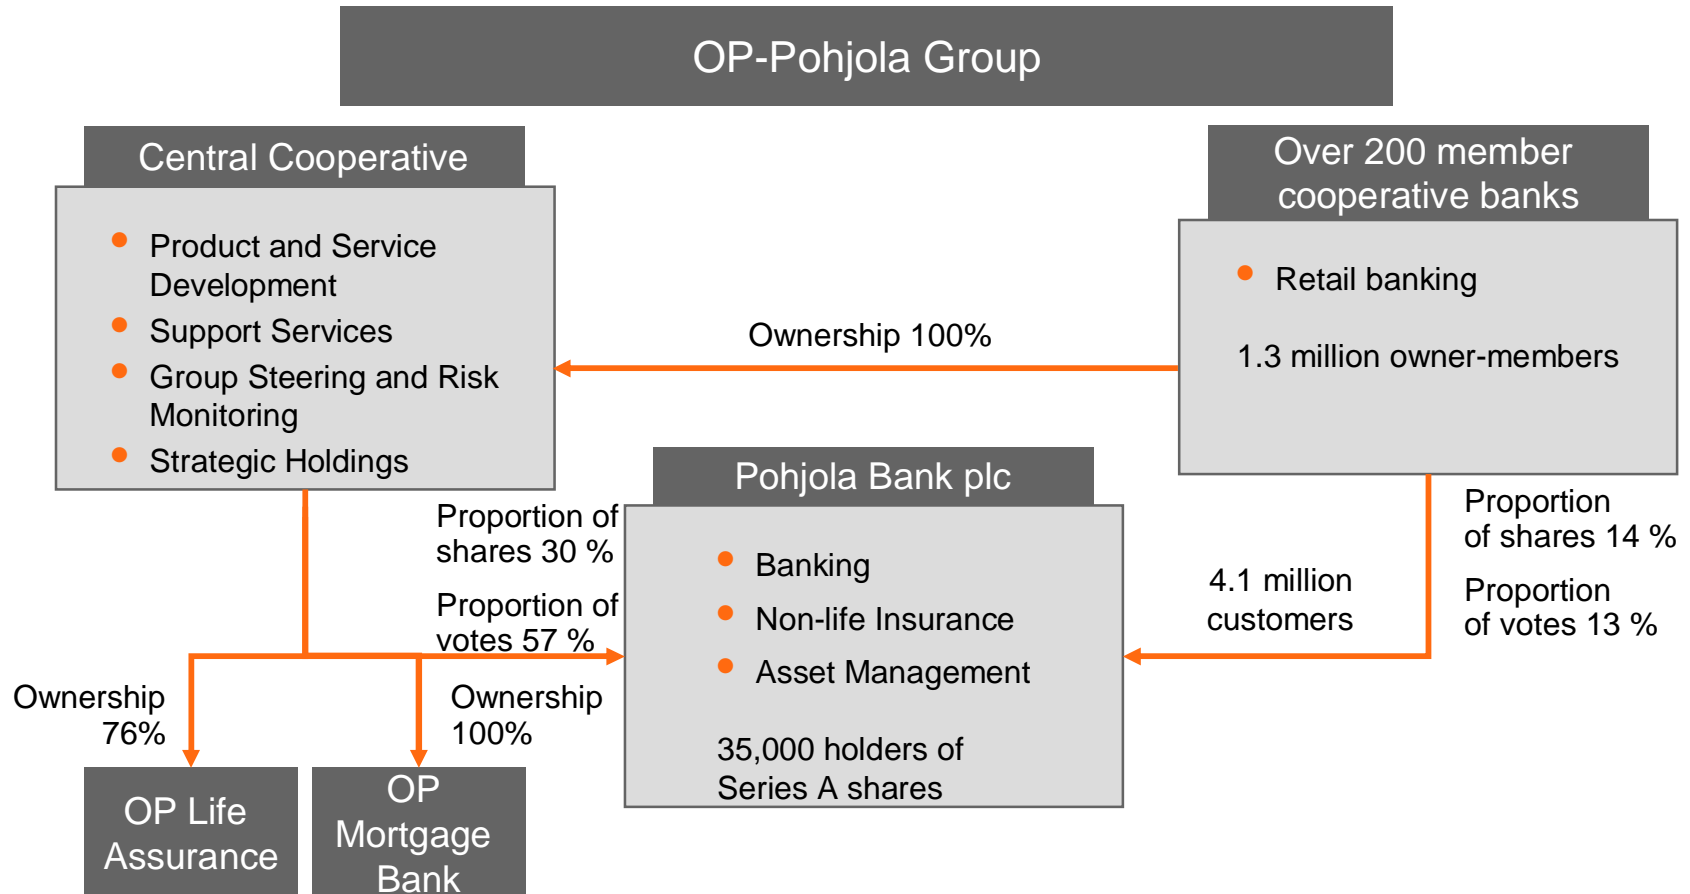 OP-Pohjola Group
Central Cooperative
Product and Service
Development
Support Services
Group Steering and Risk
Monitoring
Strategic Holdings
Over 200 member
cooperative banks
Retail banking
1.3 million owner-members
Ownership 100%
Pohjola Bank plc
Banking
Non-life Insurance
Asset Management
35,000 holders of
Series A shares
Proportion of
shares 30 %
Proportion of
votes 57 %
4.1 million
customers
Proportion
of shares 14 %
Proportion
of votes 13 %
Ownership
76%
Ownership
100%
OP Life
Assurance
OP
Mortgage
Bank